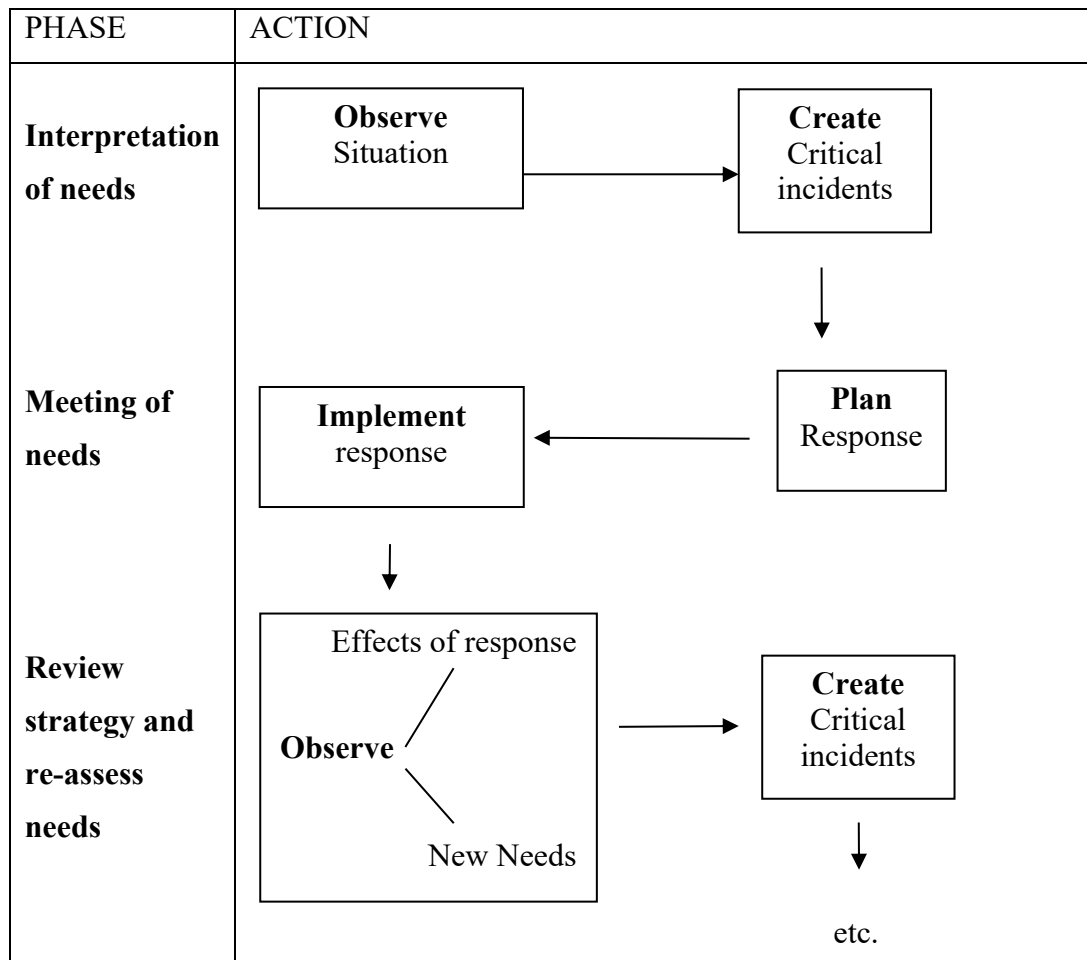 PHASE
ACTION
Interpretation
of needs
Observe
Situation
Create
Critical
incidents
Meeting of
needs
Implement
response
Plan
Response
Review
strategy and
re-assess
needs
Effects of response
Observe
New Needs
Create
Critical
incidents
etc.